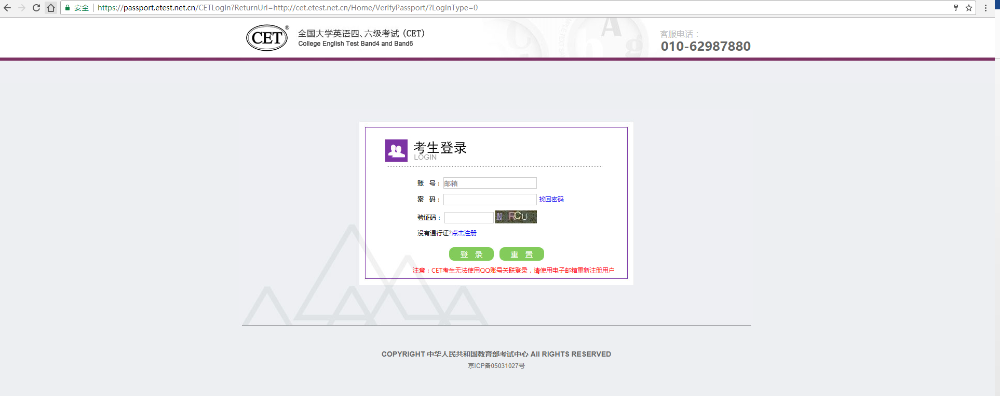 安全 https://passport.etest.net.cn/CETLogin?ReturnUrl=http://cet.etest.net.cn/Home/VerifyPassport/?LoginType=0
CET ®
全国大学英语四、六级考试（CET）
College English Test Band4 and Band6
客服电话：
010-62987880
考生登录
LOGIN
账 号： 邮箱
密 码： 找回密码
验证码： N RCU
没有通行证?点击注册
登 录 重 置
注意：CET考生无法使用QQ账号关联登录，请使用电子邮箱重新注册用户
COPYRIGHT 中华人民共和国教育部考试中心 All RIGHTS RESERVED
京ICP备05031027号